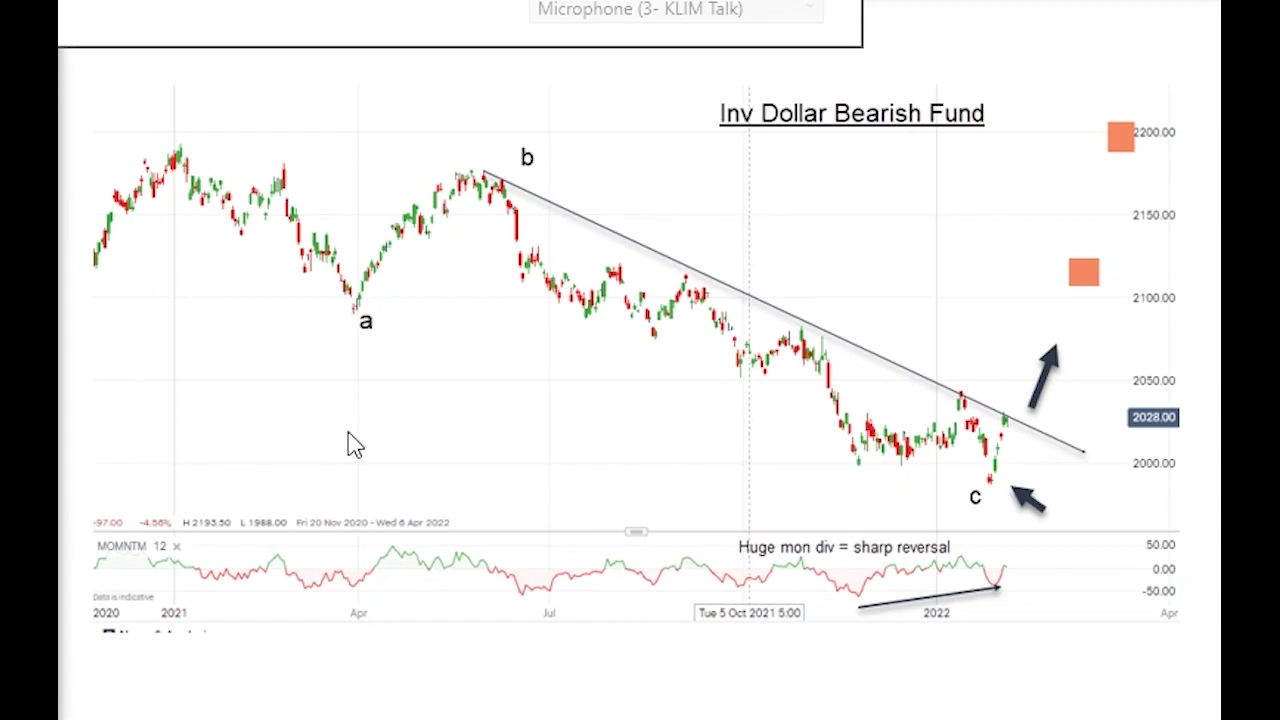 Microphone (3- KLIM Talk)
Inv Dollar Bearish Fund
2200.00
b
2150.00
2100.00
a
2050.00
2028.00
2000.00
c
-97.00 -4.56% H 2193.50 L 1988.00 Fri 20 Nov 2020 - Wed 6 Apr 2022
MOMNTM 12 ×
Huge mon div = sharp reversal
50.00
0.00
-50.00
Data is indicative
2020 2021 Apr Jul Tue 5 Oct 2021 5:00 2022 Apr